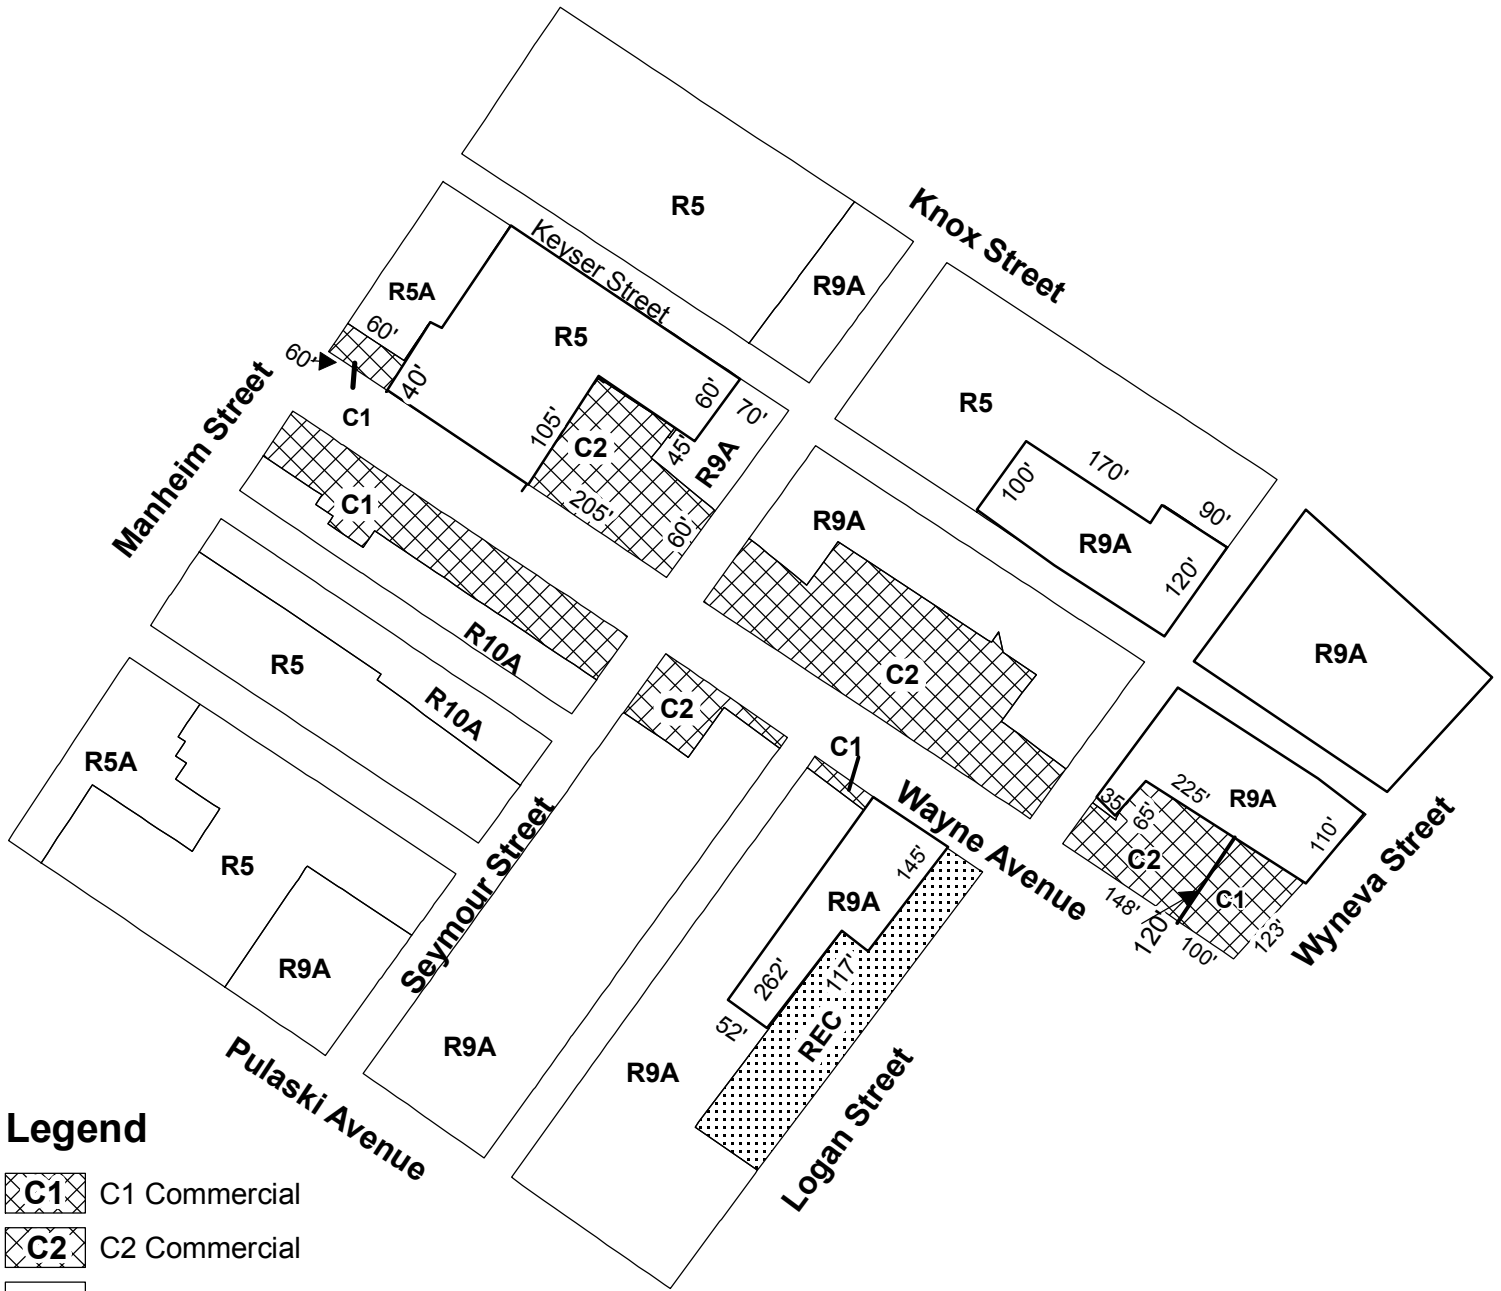 R5
Knox Street
R9A
Keyser Street
R5A
R5
60'
60'
40'
C1
Manheim Street
60'
70'
105'
C2
45'
R9A
205'
60'
R5
170'
100'
90'
R9A
120'
R9A
C1
R10A
R5
R10A
C2
R9A
R5A
C2
C1
Wayne Avenue
225'
R9A
35'
65'
110'
C2
148'
120'
C1
100'
123'
Wyneva Street
R5
Seymour Street
145'
R9A
R9A
262'
117'
52'
REC
R9A
R9A
Pulaski Avenue
Logan Street
Legend
C1 C1 Commercial
C2 C2 Commercial